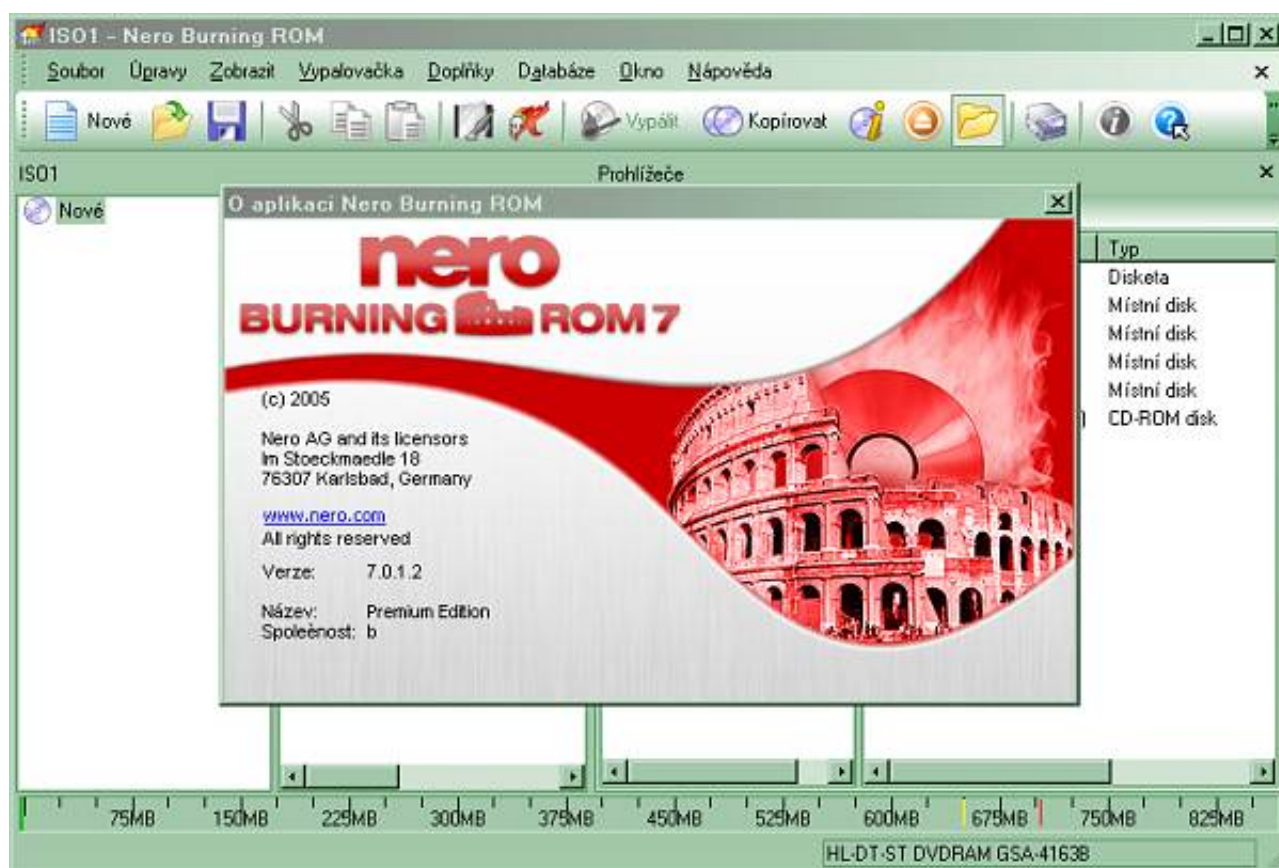 ISO1 - Nero Burning ROM
Soubor Úpravy Zobrazit Vypalovačka Doplňky Databáze Okno Nápověda
Nové Vypálit Kopírovat
ISO1 Prohlížeče
Nové
O aplikaci Nero Burning ROM
nero
BURNING ROM 7
(c) 2005
Nero AG and its licensors
Im Stoeckmaedle 18
76307 Karlsbad, Germany
www.nero.com
All rights reserved
Verze: 7.0.1.2
Název: Premium Edition
Spoleènost: b
Typ
Disketa
Místní disk
Místní disk
Místní disk
Místní disk
CD-ROM disk
75MB 150MB 225MB 300MB 375MB 450MB 525MB 600MB 675MB 750MB 825MB
HL-DT-ST DVDRAM GSA-4163B